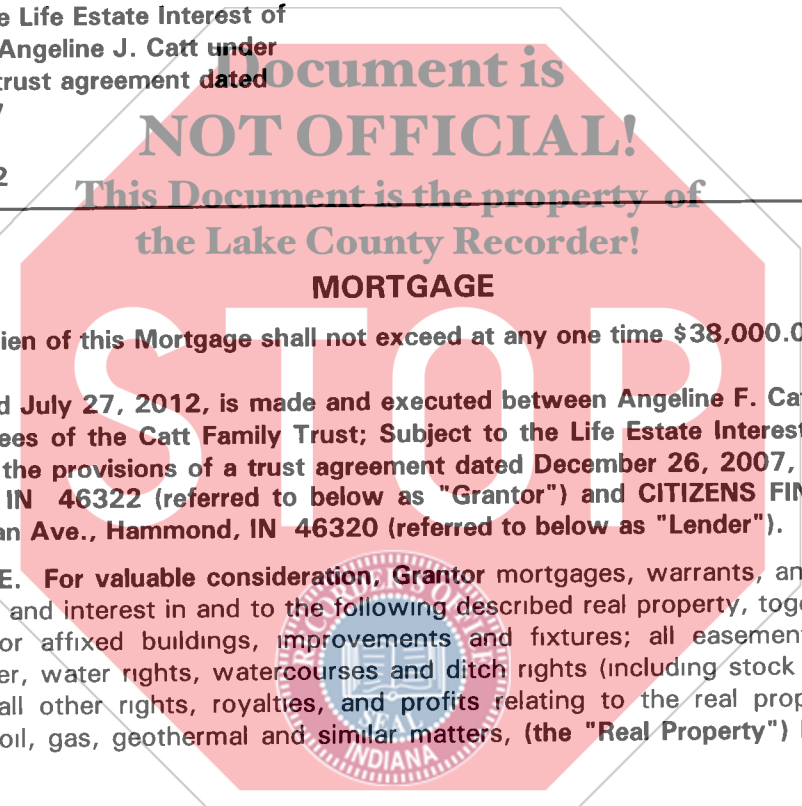 e Life Estate Interest of
Angeline J. Catt under
trust agreement dated
Document is
NOT OFFICIAL!
2
This Document is the property of
the Lake County Recorder!
MORTGAGE
ien of this Mortgage shall not exceed at any one time $38,000.0
STOP
d July 27, 2012, is made and executed between Angeline F. Ca
ees of the Catt Family Trust; Subject to the Life Estate Interest
the provisions of a trust agreement dated December 26, 2007,
IN 46322 (referred to below as "Grantor") and CITIZENS FIN
an Ave., Hammond, IN 46320 (referred to below as "Lender").
E. For valuable consideration, Grantor mortgages, warrants, an
and interest in and to the following described real property, toge
or affixed buildings, improvements and fixtures; all easement
er, water rights, watercourses and ditch rights (including stock
all other rights, royalties, and profits relating to the real prop
oil, gas, geothermal and similar matters, (the "Real Property")
RECORDER'S OFFICE
SEAL
INDIANA